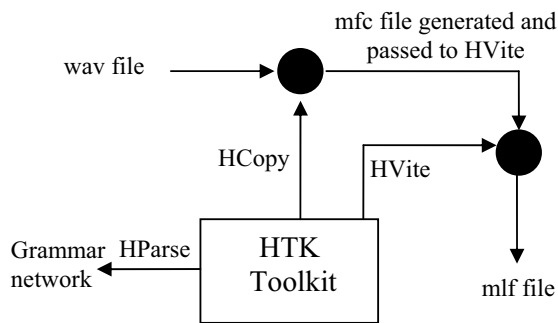 mfc file generated and
passed to HVite
wav file
HCopy
HVite
Grammar
network
HParse
HTK
Toolkit
mlf file